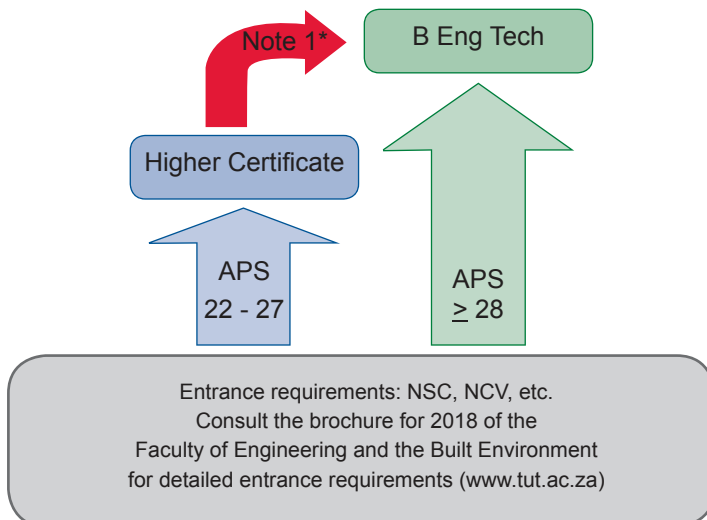 Note 1*
B Eng Tech
Higher Certificate
APS
22 - 27
APS
≥ 28
Entrance requirements: NSC, NCV, etc.
Consult the brochure for 2018 of the
Faculty of Engineering and the Built Environment
for detailed entrance requirements (www.tut.ac.za)